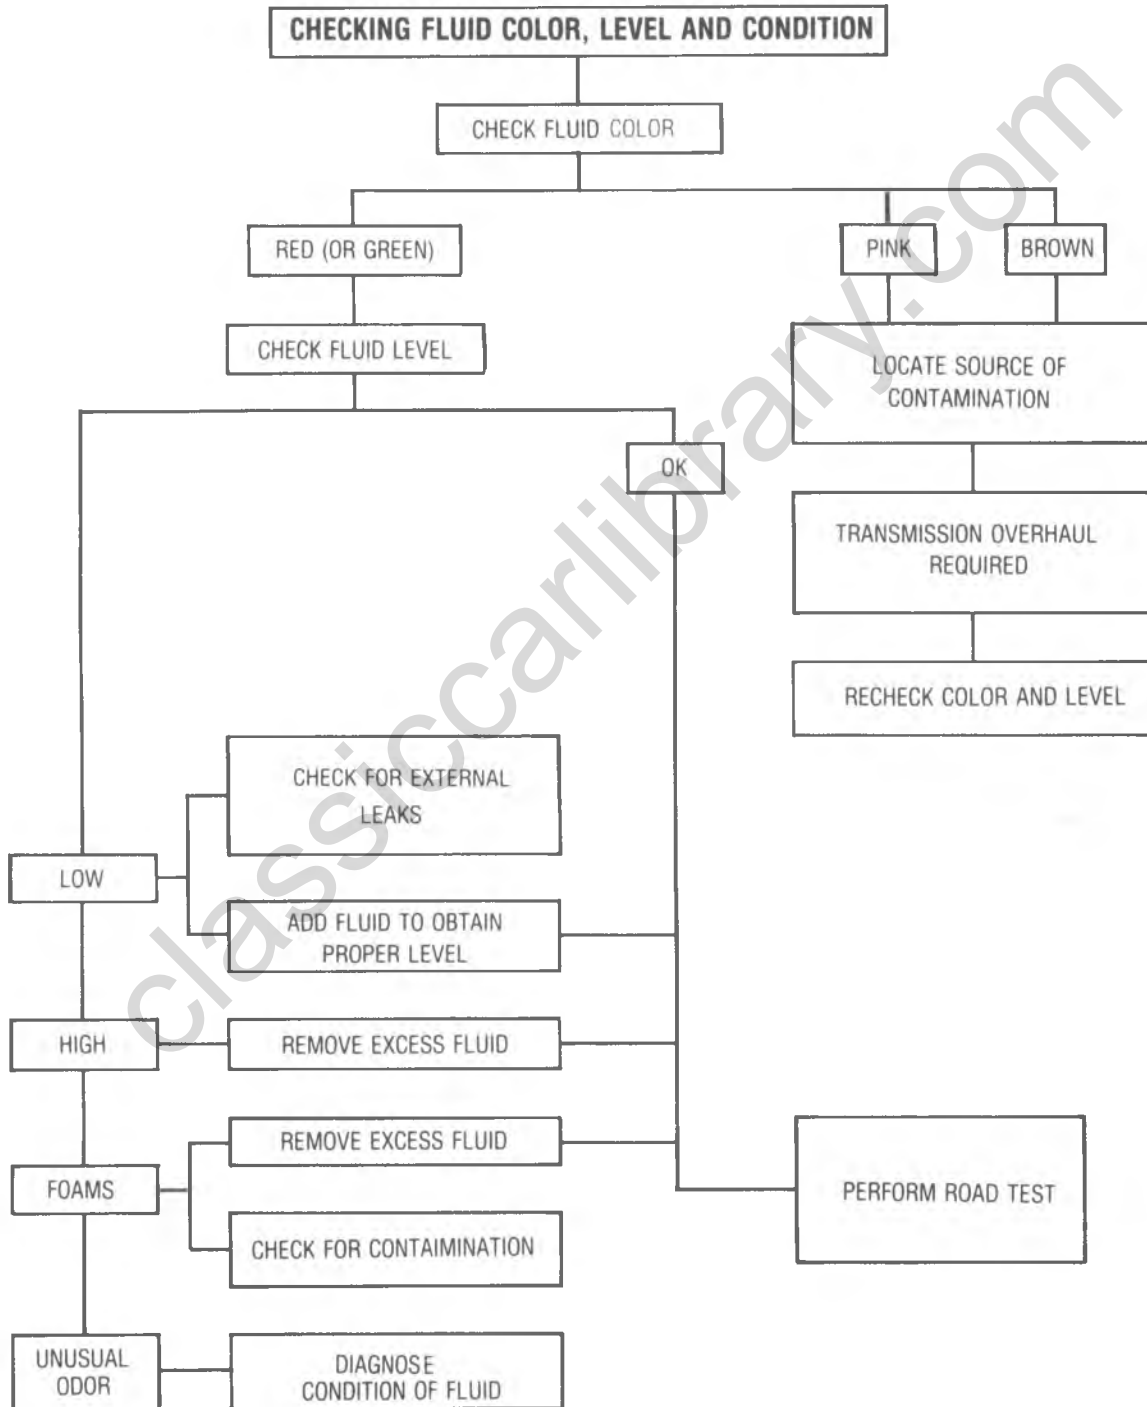 CHECKING FLUID COLOR, LEVEL AND CONDITION
CHECK FLUID COLOR
RED (OR GREEN)
PINK
BROWN
CHECK FLUID LEVEL
LOCATE SOURCE OF
CONTAMINATION
OK
TRANSMISSION OVERHAUL
REQUIRED
RECHECK COLOR AND LEVEL
CHECK FOR EXTERNAL
LEAKS
LOW
ADD FLUID TO OBTAIN
PROPER LEVEL
HIGH
REMOVE EXCESS FLUID
REMOVE EXCESS FLUID
FOAMS
PERFORM ROAD TEST
CHECK FOR CONTAIMINATION
UNUSUAL
ODOR
DIAGNOSE
CONDITION OF FLUID
classiccarlibrary.com